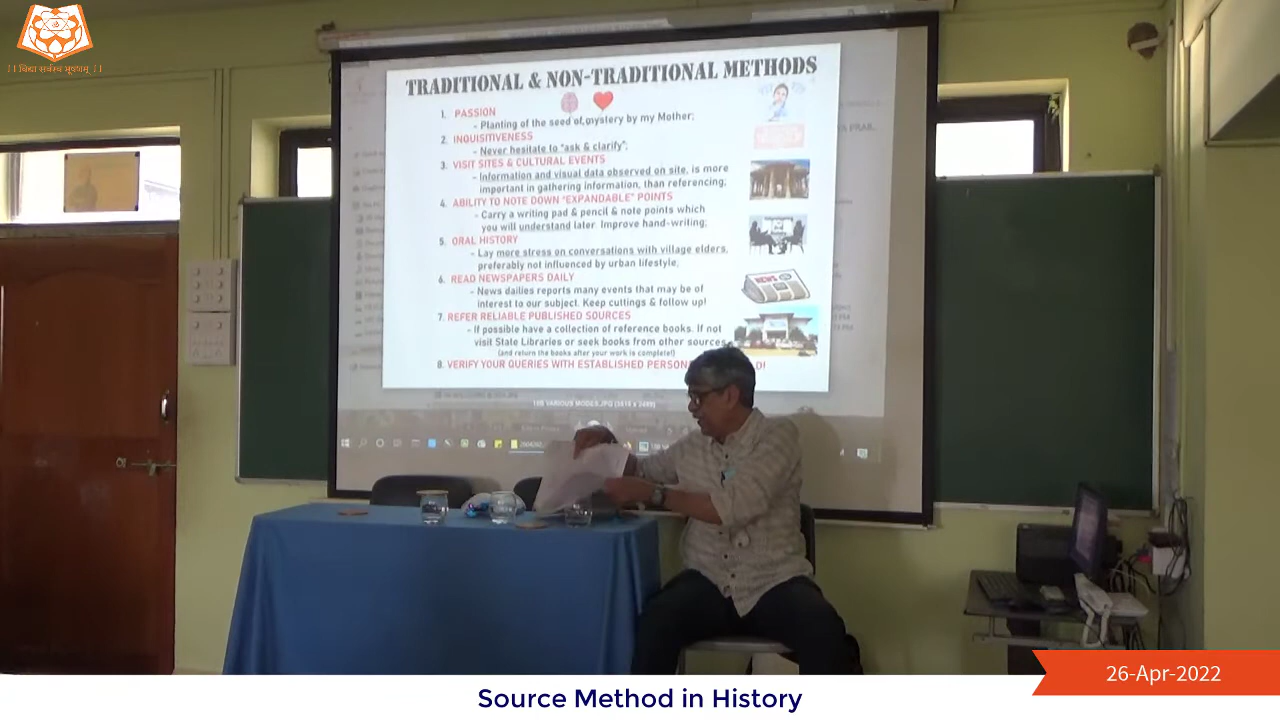 ।। विद्या सर्वस्य भूषणम् ।।
TRADITIONAL & NON-TRADITIONAL METHODS
1. PASSION
- Planting of the seed of mystery by my Mother;
2. INQUISITIVENESS
- Never hesitate to "ask & clarify";
3. VISIT SITES & CULTURAL EVENTS
- Information and visual data observed on site, is more
important in gathering information, than referencing;
4. ABILITY TO NOTE DOWN "EXPANDABLE" POINTS
- Carry a writing pad & pencil & note points which
you will understand later. Improve hand-writing;
5. ORAL HISTORY
- Lay more stress on conversations with village elders,
preferably not influenced by urban lifestyle;
6. READ NEWSPAPERS DAILY
- News dailies reports many events that may be of
interest to our subject. Keep cuttings & follow up!
NEWS
7. REFER RELIABLE PUBLISHED SOURCES
- If possible have a collection of reference books. If not
visit State Libraries or seek books from other sources
(and return the books after your work is complete!)
8. VERIFY YOUR QUERIES WITH ESTABLISHED PERSON D!
26-Apr-2022
Source Method in History